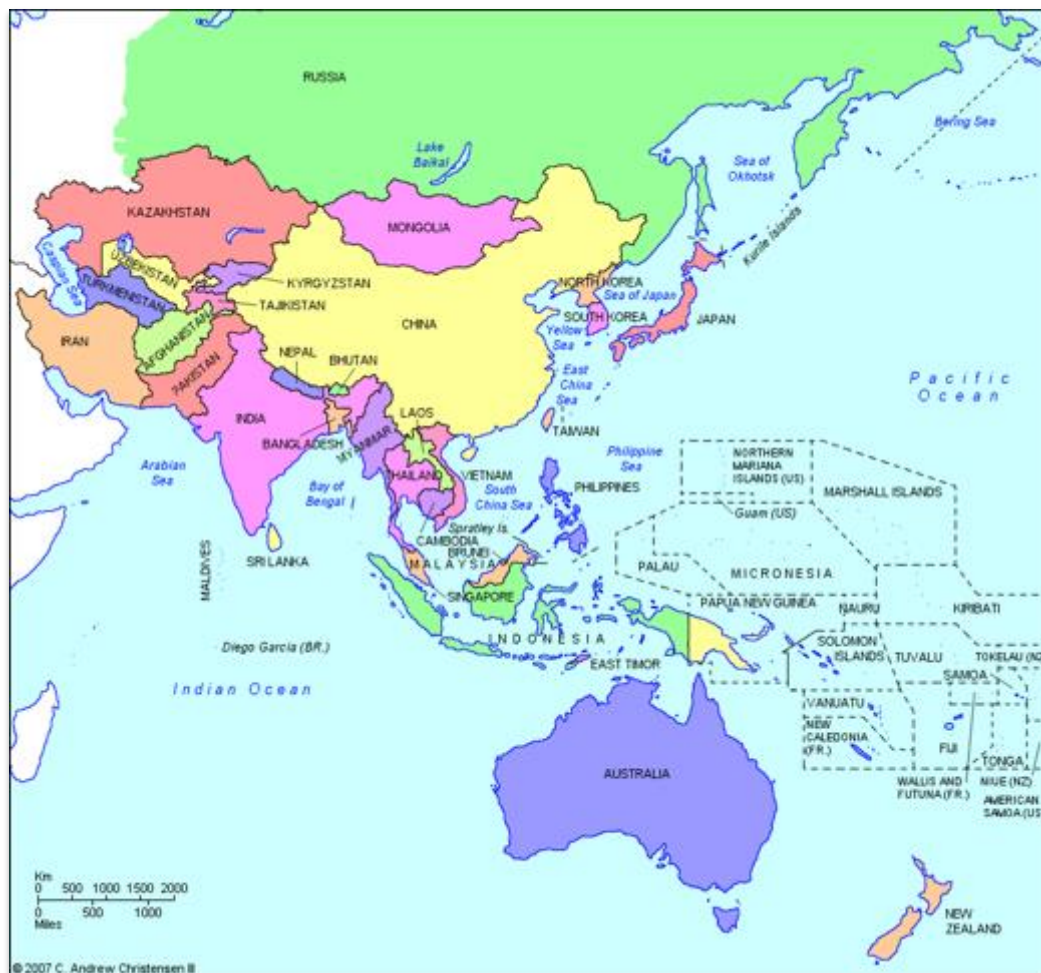 RUSSIA
Bering Sea
Lake
Baikal
Sea of
Okhotsk
KAZAKHSTAN
MONGOLIA
Kurile Islands
Caspian Sea
UZBEKISTAN
KYRGYZSTAN
TURKMENISTAN
TAJIKISTAN
NORTH KOREA
Sea of Japan
SOUTH KOREA
JAPAN
CHINA
Yellow
Sea
IRAN
AFGHANISTAN
PAKISTAN
NEPAL
BHUTAN
East
China
Sea
Pacific
Ocean
INDIA
LAOS
TAIWAN
BANGLADESH
MYANMAR
Arabian
Sea
Bay of
Bengal
THAILAND
VIETNAM
South
China Sea
Philippine
Sea
PHILIPPINES
NORTHERN
MARIANA
ISLANDS (US)
MARSHALL ISLANDS
Guam (US)
Spratley Is.
CAMBODIA
BRUNEI
MALAYSIA
SRI LANKA
MALDIVES
PALAU
MICRONESIA
SINGAPORE
PAPUA NEW GUINEA
NAURU
KIRIBATI
INDONESIA
Diego Garcia (BR.)
EAST TIMOR
SOLOMON
ISLANDS
TUVALU
TOKELAU (NZ
SAMOA
Indian Ocean
VANUATU
NEW
CALEDONIA
(FR.)
FIJI
TONGA
AUSTRALIA
WALLIS AND
FUTUNA (FR.)
NIUE (NZ)
AMERICAN
SAMOA (US
Km
0 500 1000 1500 2000
0 500 1000
Miles
NEW
ZEALAND
© 2007 C. Andrew Christensen III